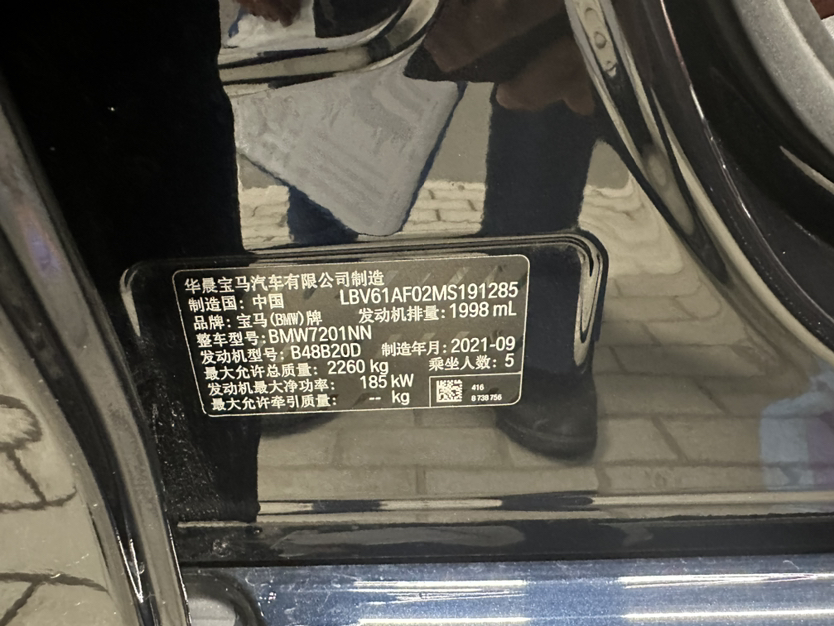 华晨宝马汽车有限公司制造
制造国: 中国 LBV61AF02MS191285
品牌: 宝马(BMW)牌 发动机排量: 1998 mL
整车型号: BMW7201NN
发动机型号: B48B20D 制造年月: 2021-09
最大允许总质量: 2260 kg 乘坐人数: 5
发动机最大净功率: 185 kW
最大允许牵引质量: -- kg
416
8 739 756